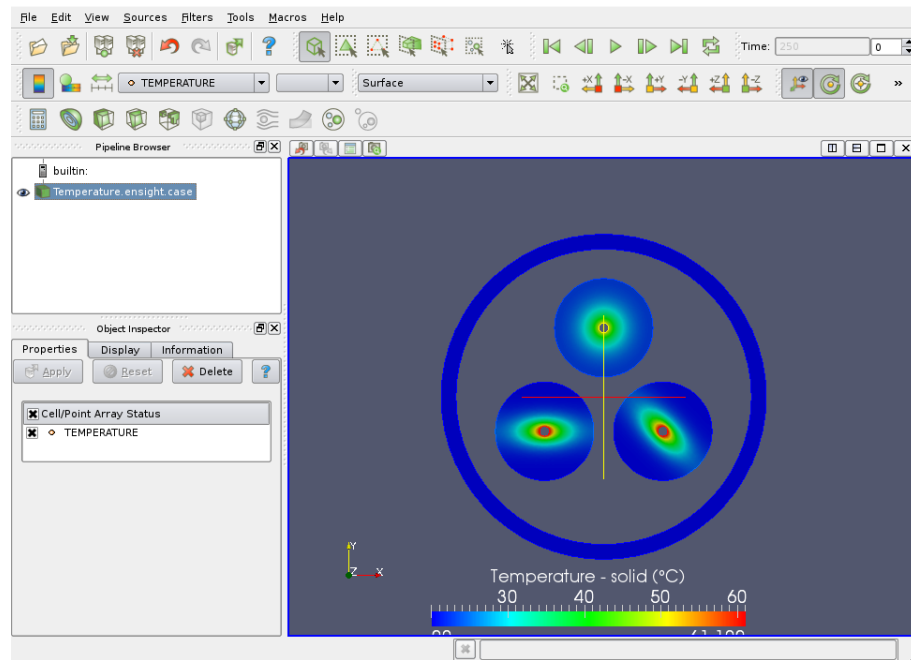 File Edit View Sources Filters Tools Macros Help
Time: 250 0
TEMPERATURE Surface
+X -X +Y -Y +Z -Z »
Pipeline Browser
builtin:
Temperature.ensight.case
Object Inspector
Properties Display Information
Apply Reset Delete ?
Cell/Point Array Status
TEMPERATURE
Y
Z X
Temperature - solid (°C)
30 40 50 60